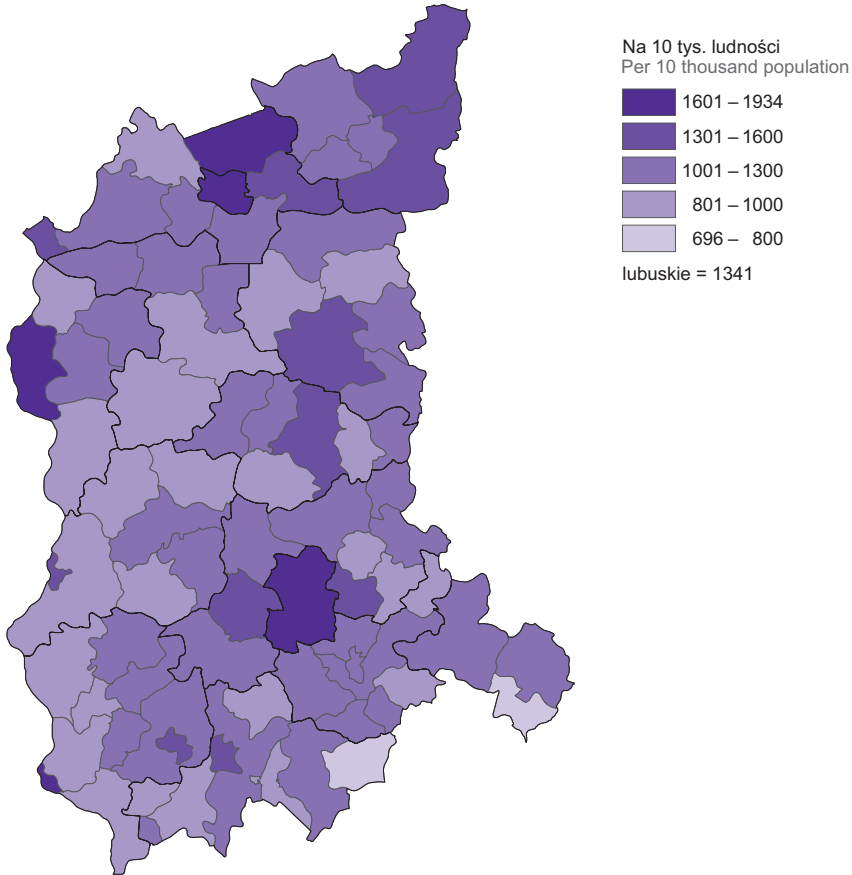 Na 10 tys. ludności
Per 10 thousand population
1601 – 1934
1301 – 1600
1001 – 1300
801 – 1000
696 – 800
lubuskie = 1341